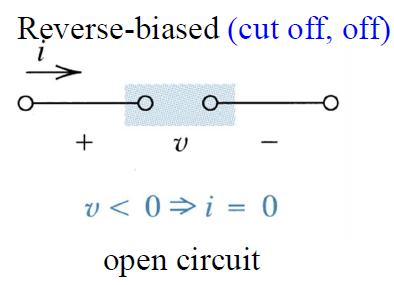 Reverse-biased (cut off, off)
i
+ v −
v < 0 ⇒ i = 0
open circuit